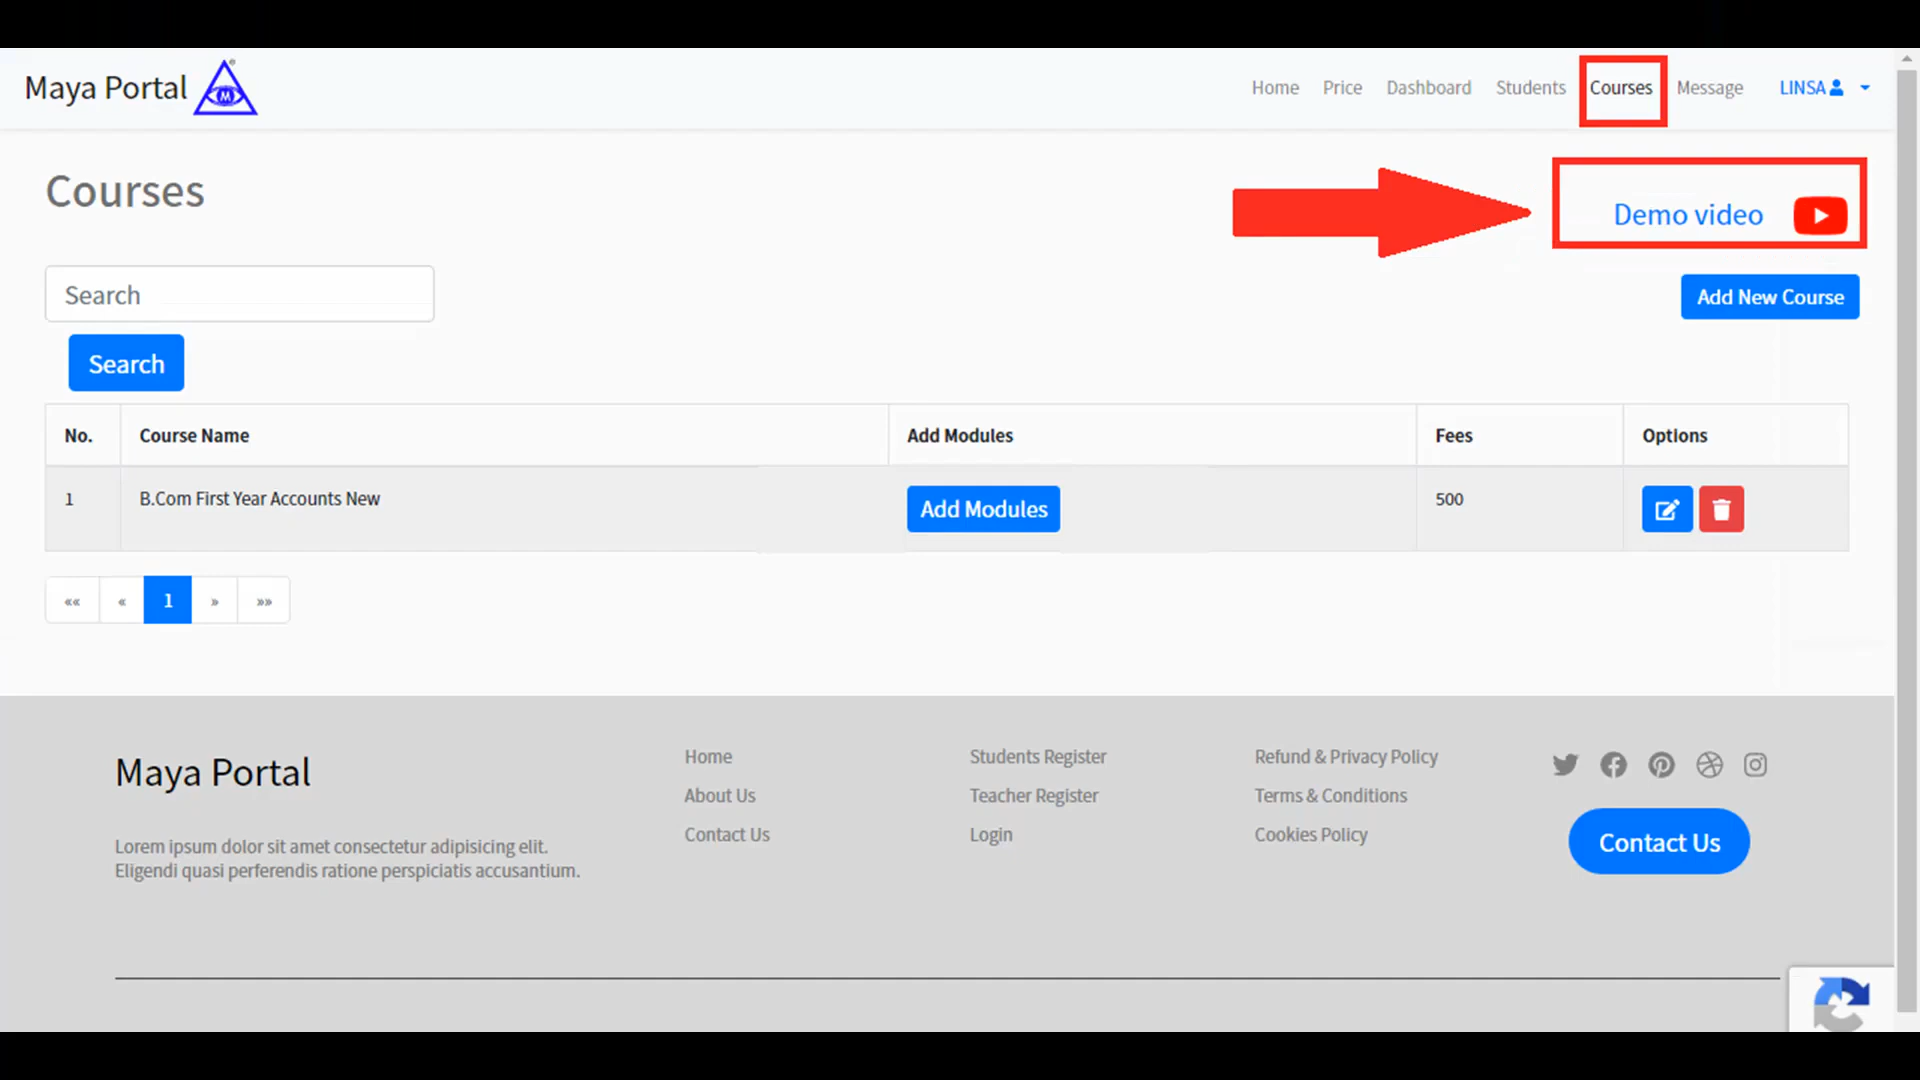 Maya Portal
M
Home Price Dashboard Students Courses Message LINSA
Courses
Demo video
Search
Add New Course
Search
No. Course Name Add Modules Fees Options
1 B.Com First Year Accounts New Add Modules 500
«« « 1 » »»
Maya Portal
Lorem ipsum dolor sit amet consectetur adipisicing elit.
Eligendi quasi perferendis ratione perspiciatis accusantium.
Home
About Us
Contact Us
Students Register
Teacher Register
Login
Refund & Privacy Policy
Terms & Conditions
Cookies Policy
Contact Us